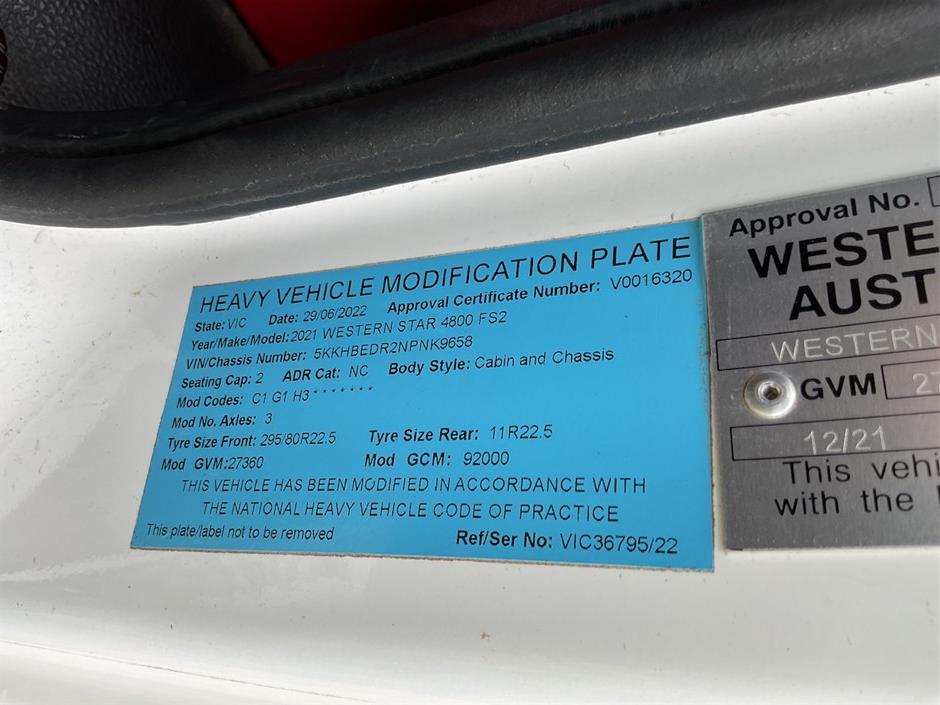 HEAVY VEHICLE MODIFICATION PLATE
State: VIC Date: 29/06/2022 Approval Certificate Number: V0016320
Year/Make/Model: 2021 WESTERN STAR 4800 FS2
VIN/Chassis Number: 5KKHBEDR2NPNK9658
Seating Cap: 2 ADR Cat: NC Body Style: Cabin and Chassis
Mod Codes: C1 G1 H3 * * * * * * *
Mod No. Axles: 3
Tyre Size Front: 295/80R22.5 Tyre Size Rear: 11R22.5
Mod GVM:27360 Mod GCM: 92000
THIS VEHICLE HAS BEEN MODIFIED IN ACCORDANCE WITH
THE NATIONAL HEAVY VEHICLE CODE OF PRACTICE
This plate/label not to be removed Ref/Ser No: VIC36795/22
Approval No.
WESTE
AUST
WESTERN
GVM 27
12/21
This vehi
with the